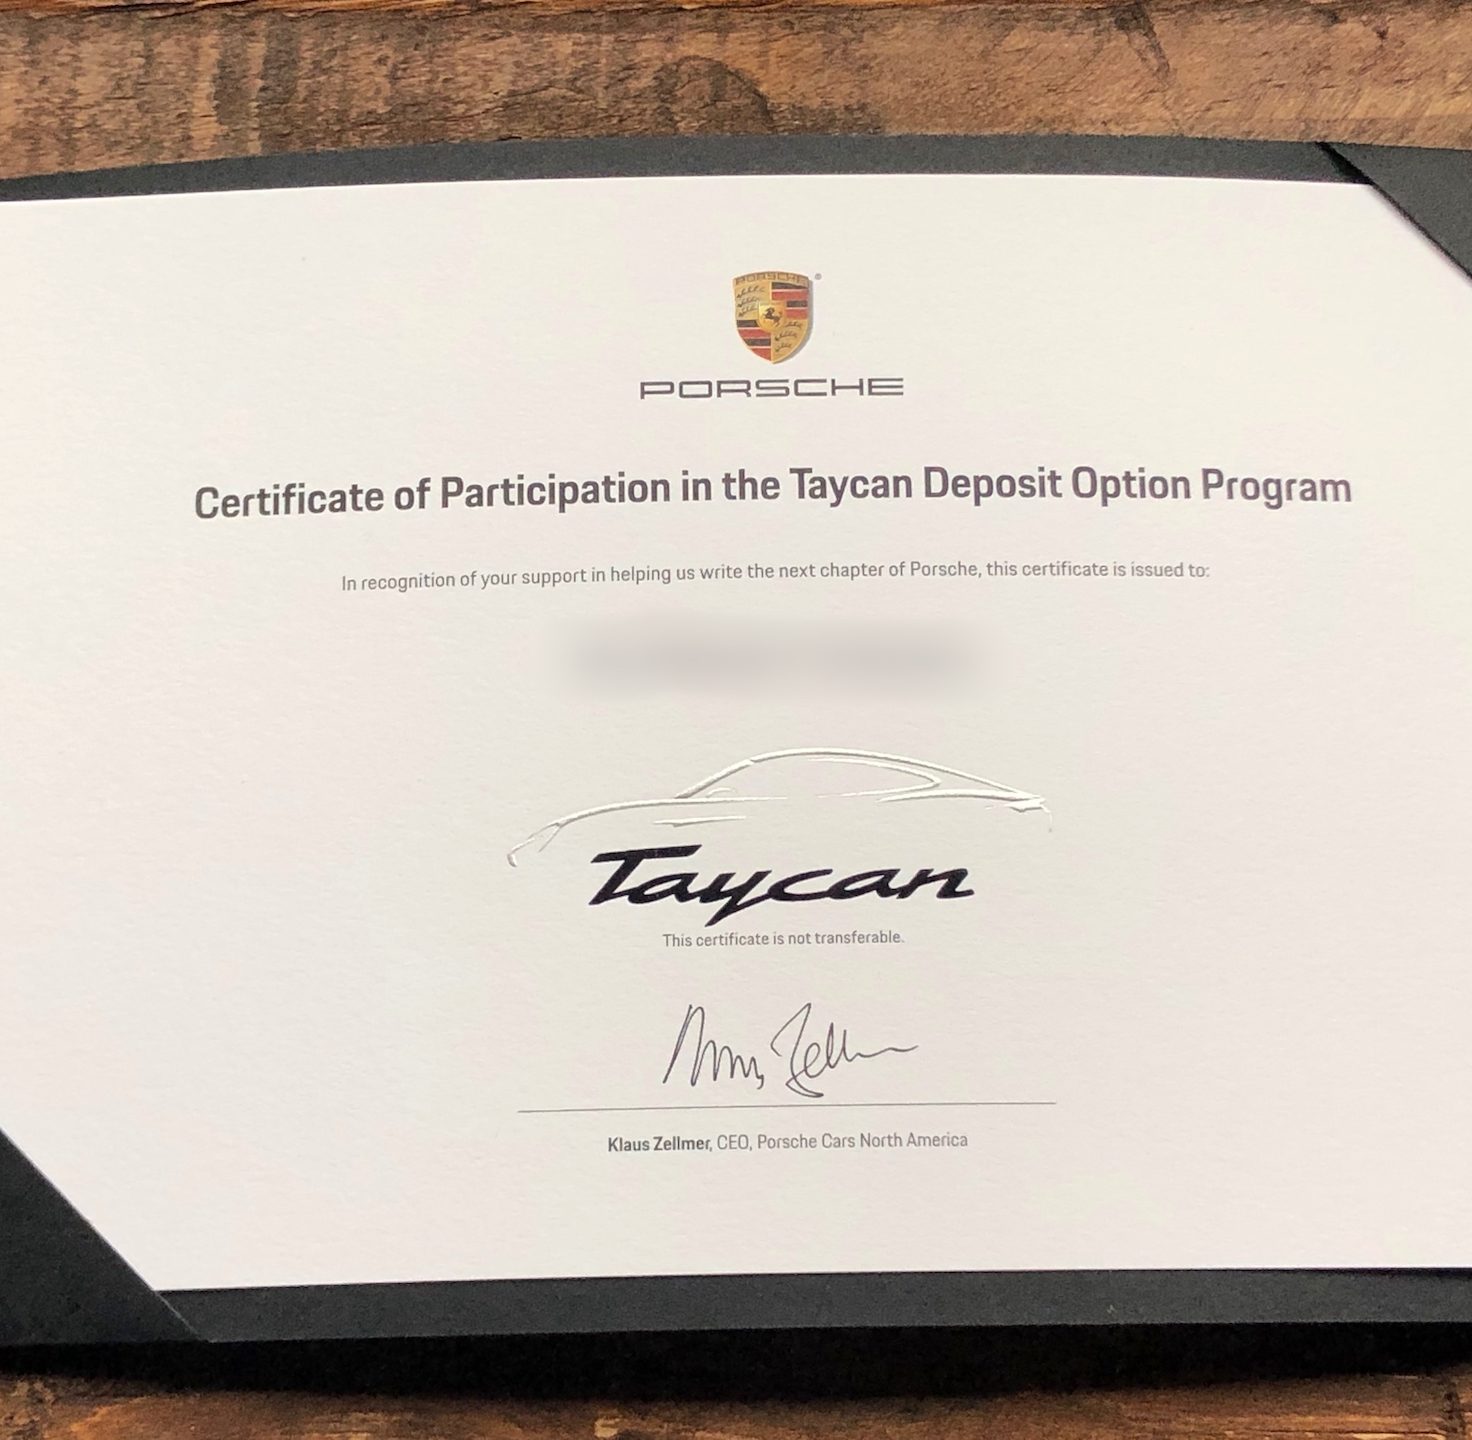 PORSCHE
PORSCHE
Certificate of Participation in the Taycan Deposit Option Program
In recognition of your support in helping us write the next chapter of Porsche, this certificate is issued to:
Taycan
This certificate is not transferable.
Klaus Zellmer, CEO, Porsche Cars North America